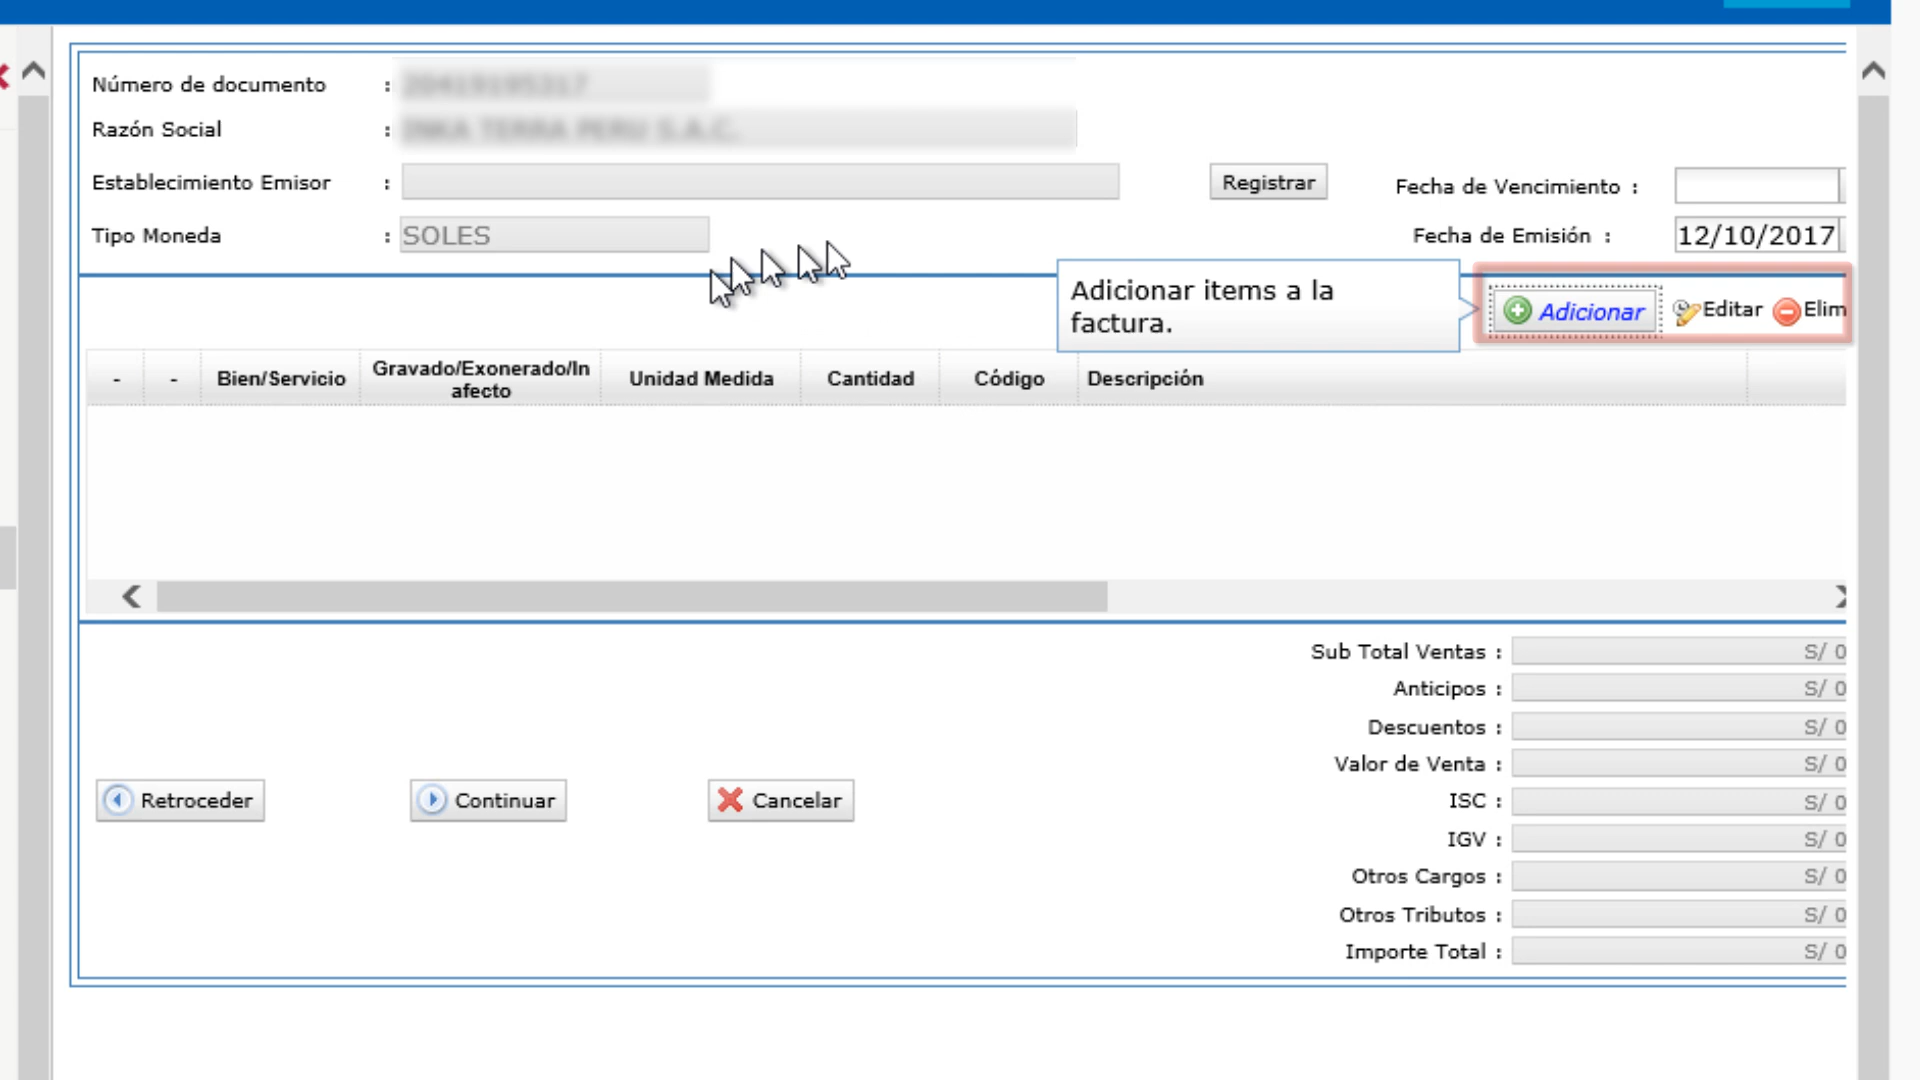 Número de documento :
Razón Social :
Establecimiento Emisor : Registrar Fecha de Vencimiento :
Tipo Moneda : SOLES Fecha de Emisión : 12/10/2017
Adicionar items a la
factura.
Adicionar Editar Elim
- - Bien/Servicio Gravado/Exonerado/In
afecto Unidad Medida Cantidad Código Descripción
Sub Total Ventas : S/ 0
Anticipos : S/ 0
Descuentos : S/ 0
Valor de Venta : S/ 0
Retroceder Continuar Cancelar ISC : S/ 0
IGV : S/ 0
Otros Cargos : S/ 0
Otros Tributos : S/ 0
Importe Total : S/ 0